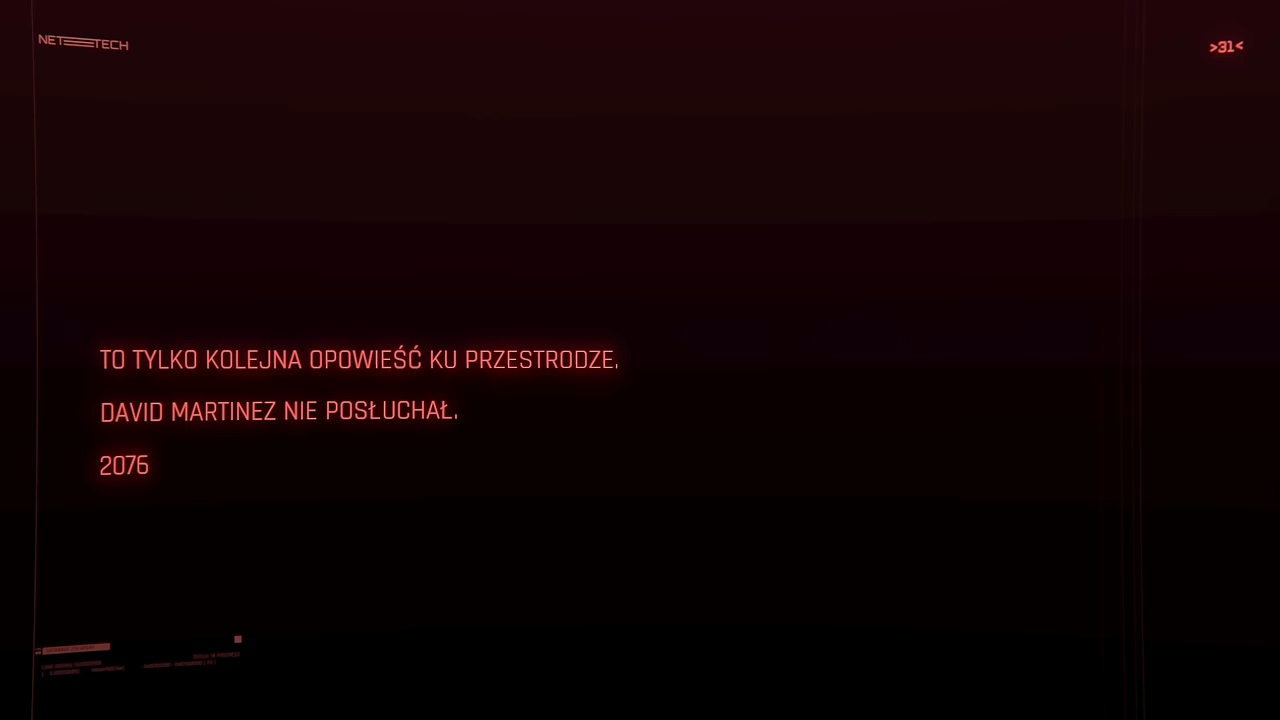 NET TECH
>31<
TO TYLKO KOLEJNA OPOWIEŚĆ KU PRZESTRODZE.
DAVID MARTINEZ NIE POSŁUCHAŁ.
2076